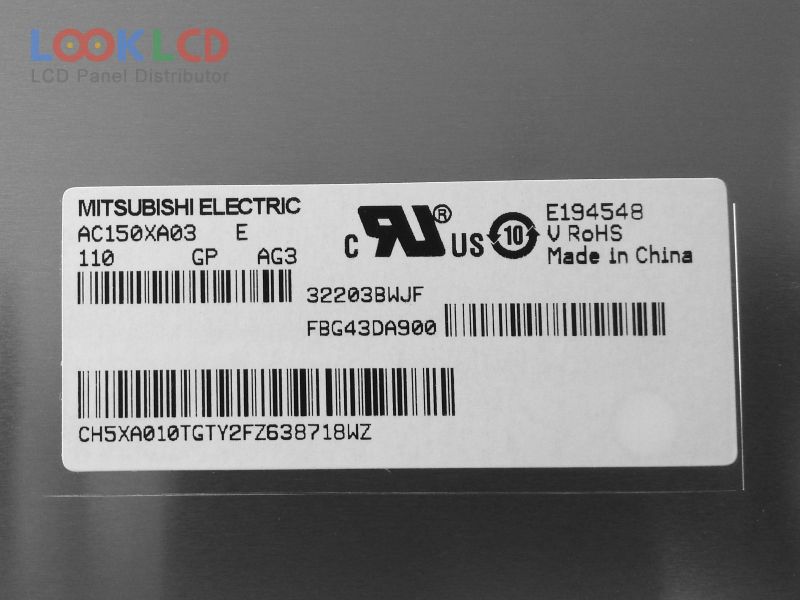 LOOKLCD
LCD Panel Distributor
MITSUBISHI ELECTRIC
AC150XA03 E
110 GP AG3
32203BWJF
FBG43DA900
c RU ® US
10
E194548
V RoHS
Made in China
CH5XA010TGTY2FZ638718WZ